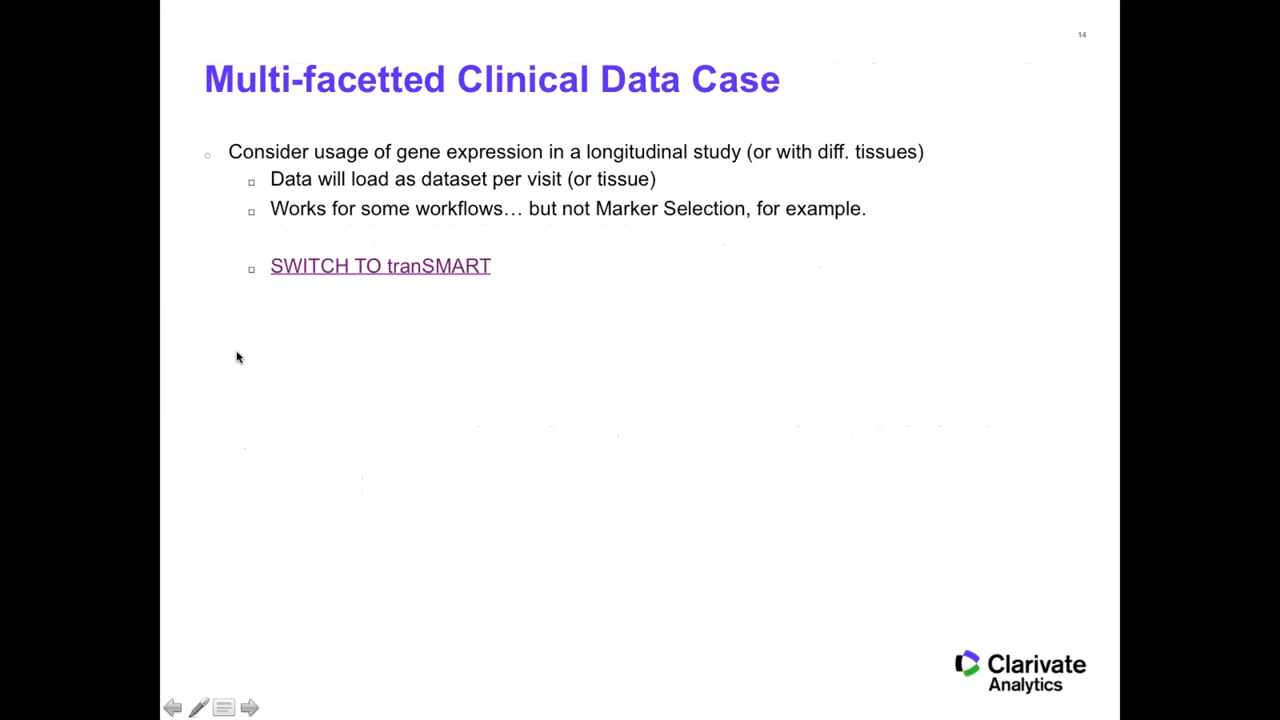 14
Multi-facetted Clinical Data Case
Consider usage of gene expression in a longitudinal study (or with diff. tissues)
Data will load as dataset per visit (or tissue)
Works for some workflows… but not Marker Selection, for example.
SWITCH TO tranSMART
Clarivate
Analytics